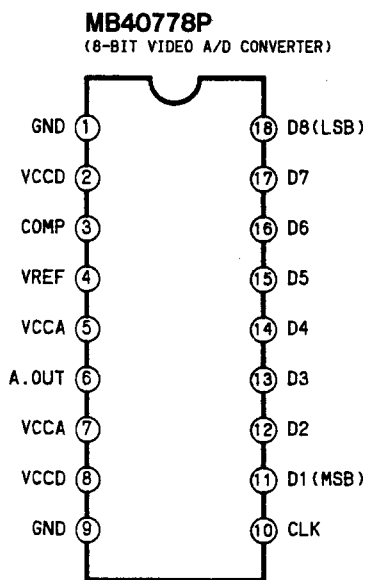 MB40778P
(8-BIT VIDEO A/D CONVERTER)
GND 1 18 D8(LSB)
VCCD 2 17 D7
COMP 3 16 D6
VREF 4 15 D5
VCCA 5 14 D4
A.OUT 6 13 D3
VCCA 7 12 D2
VCCD 8 11 D1(MSB)
GND 9 10 CLK